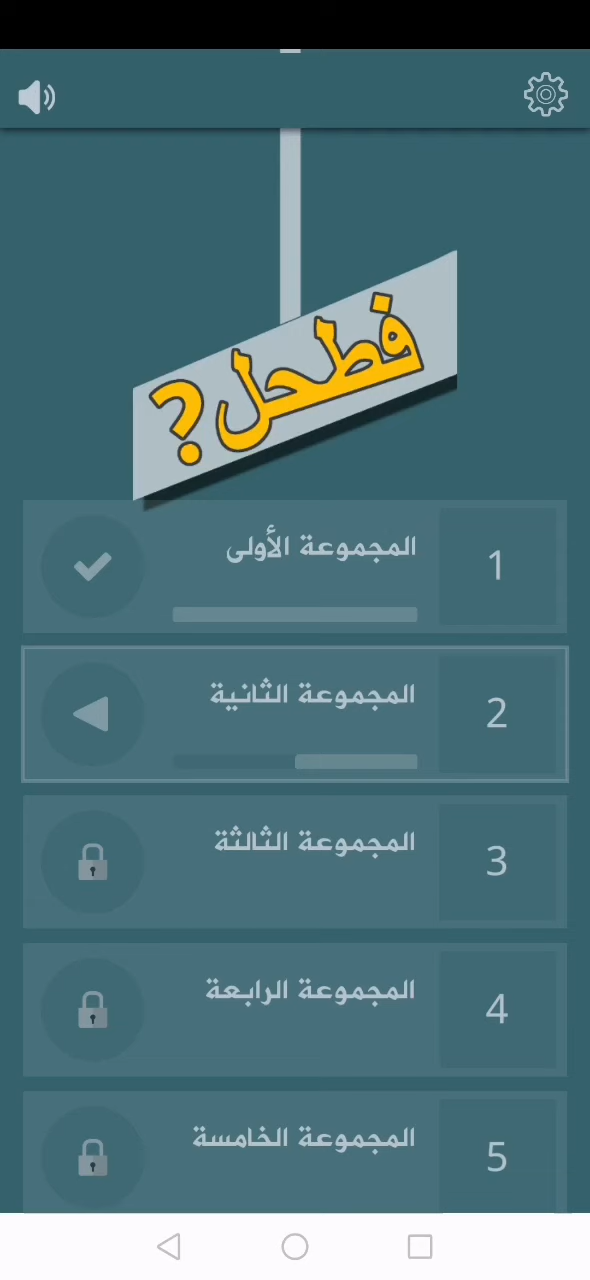 فطحل؟
المجموعة الأولى
1
المجموعة الثانية
2
المجموعة الثالثة
3
المجموعة الرابعة
4
المجموعة الخامسة
5